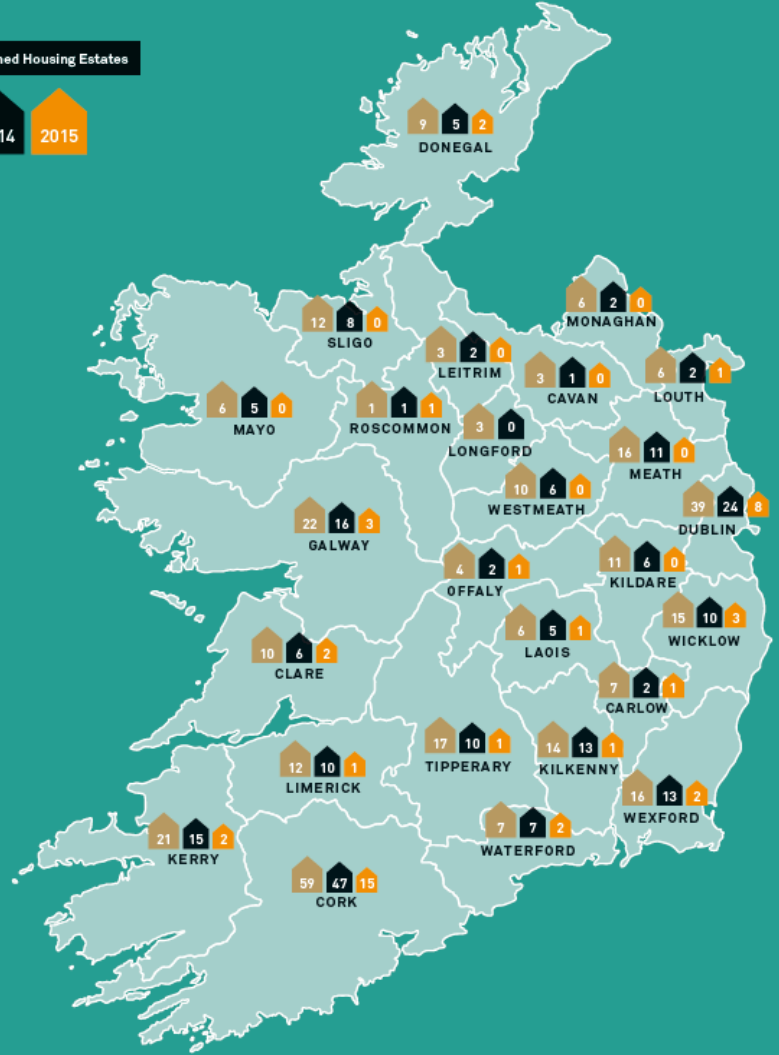 ned Housing Estates
14 2015
9 5 2
DONEGAL
6 2 0
MONAGHAN
12 8 0
SLIGO
3 2 0
LEITRIM
3 1 0
CAVAN
6 2 1
LOUTH
6 5 0
MAYO
1 1 1
ROSCOMMON
3 0
LONGFORD
16 11 0
MEATH
10 6 0
WESTMEATH
39 24 8
DUBLIN
22 16 3
GALWAY
4 2 1
OFFALY
11 6 0
KILDARE
15 10 3
WICKLOW
6 5 1
LAOIS
10 6 2
CLARE
7 2 1
CARLOW
17 10 1
TIPPERARY
14 13 1
KILKENNY
12 10 1
LIMERICK
16 13 2
WEXFORD
21 15 2
KERRY
7 7 2
WATERFORD
59 47 15
CORK